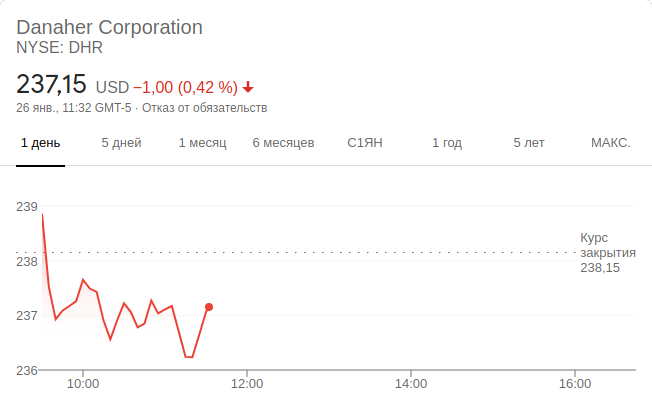 Danaher Corporation
NYSE: DHR
237,15 USD −1,00 (0,42 %)
26 янв., 11:32 GMT-5 · Отказ от обязательств
1 день 5 дней 1 месяц 6 месяцев С1ЯН 1 год 5 лет МАКС.
239
Курс
закрытия
238,15
238
237
236
10:00 12:00 14:00 16:00